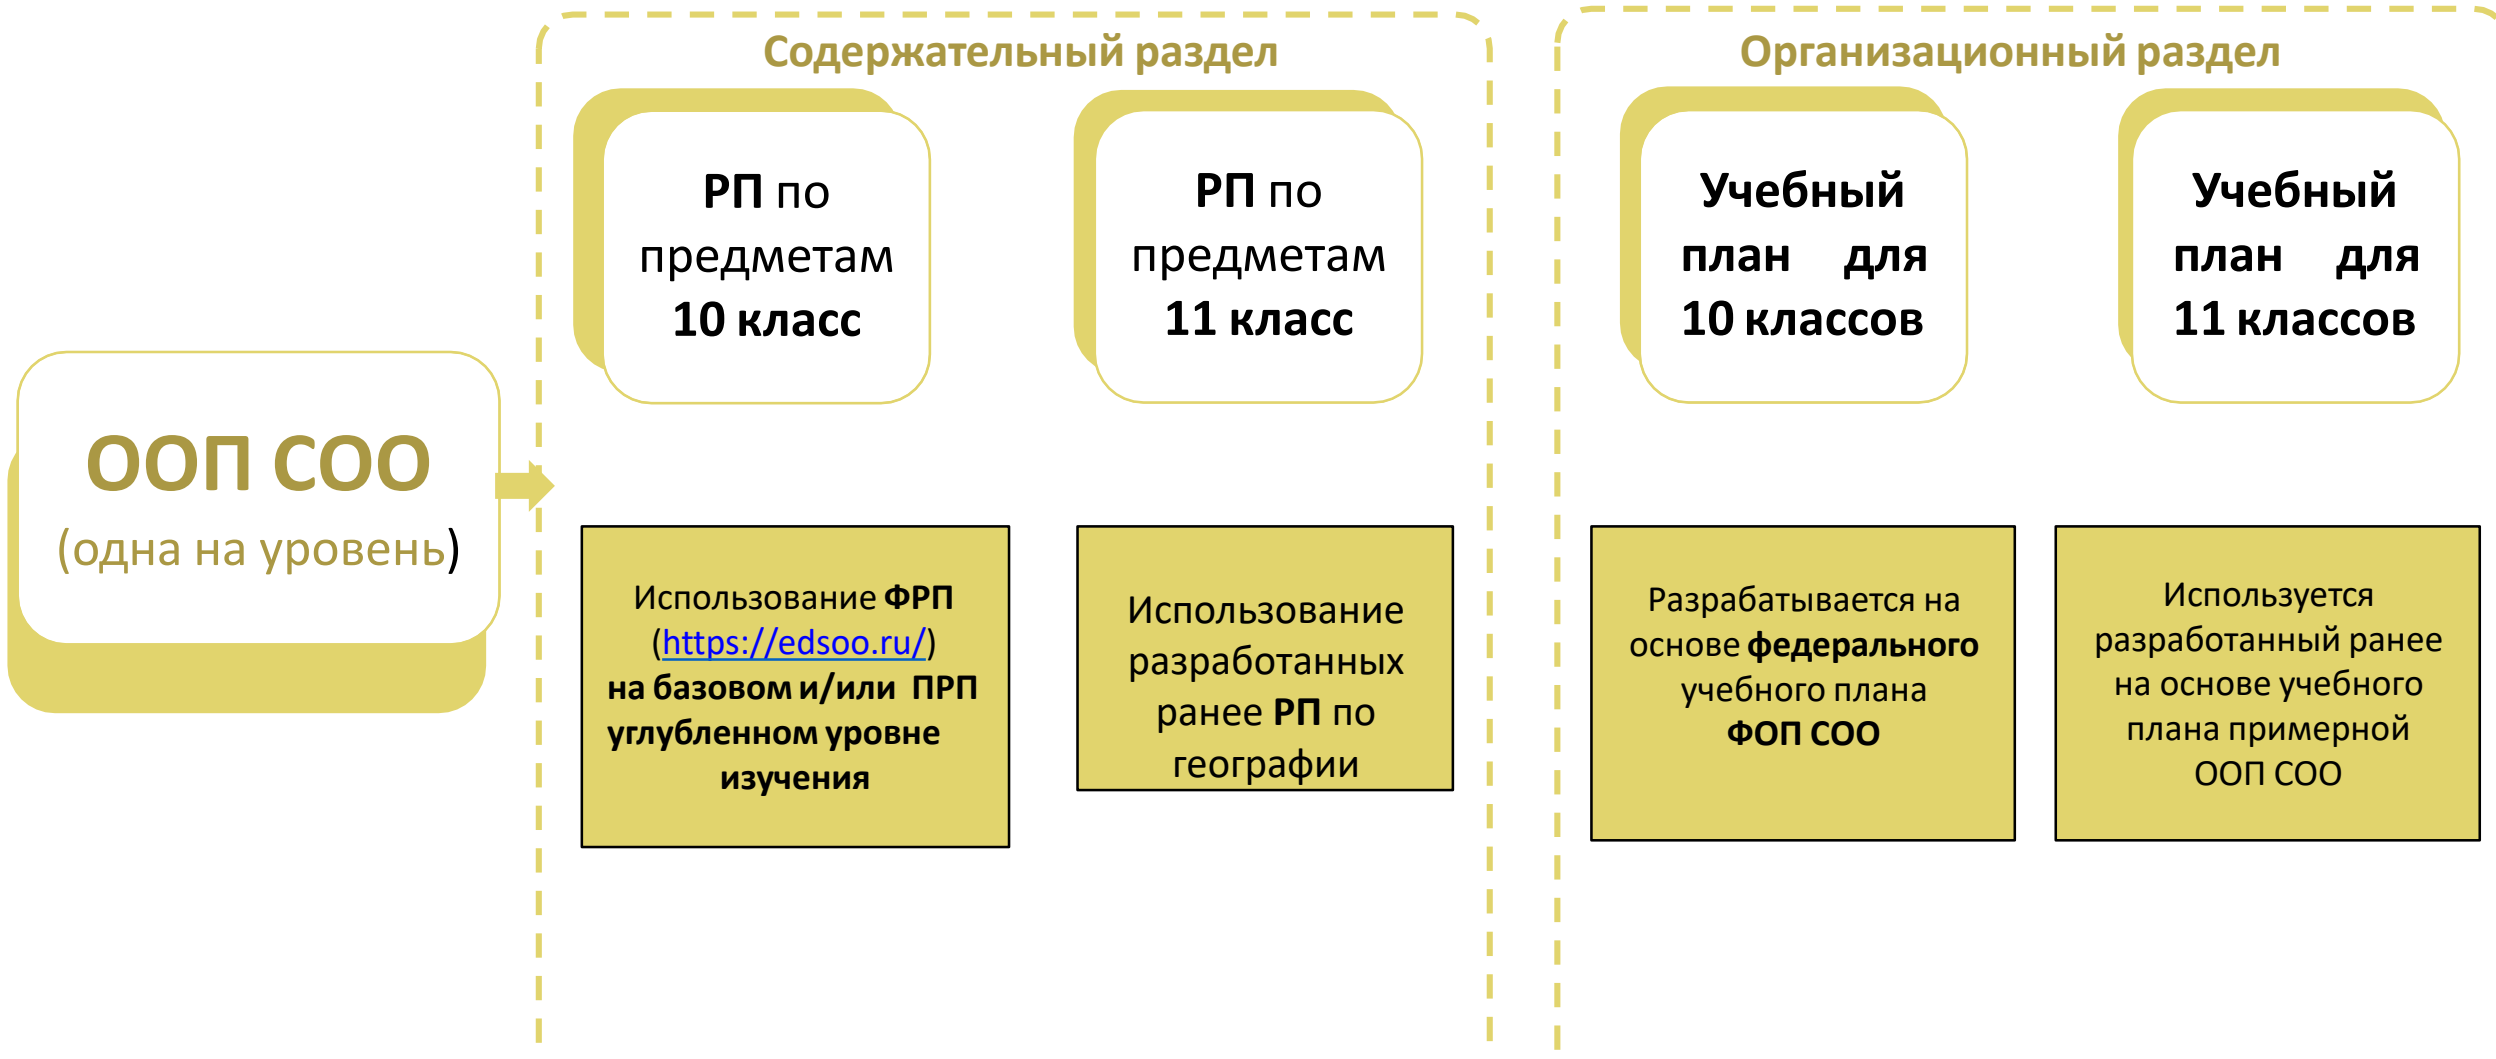 Содержательный раздел
Организационный раздел
РП по
предметам
10 класс
РП по
предметам
11 класс
Учебный
план для
10 классов
Учебный
план для
11 классов
ООП СОО
(одна на уровень)
Использование ФРП
(https://edsoo.ru/)
на базовом и/или ПРП
углубленном уровне
изучения
Использование
разработанных
ранее РП по
географии
Разрабатывается на
основе федерального
учебного плана
ФОП СОО
Используется
разработанный ранее
на основе учебного
плана примерной
ООП СОО